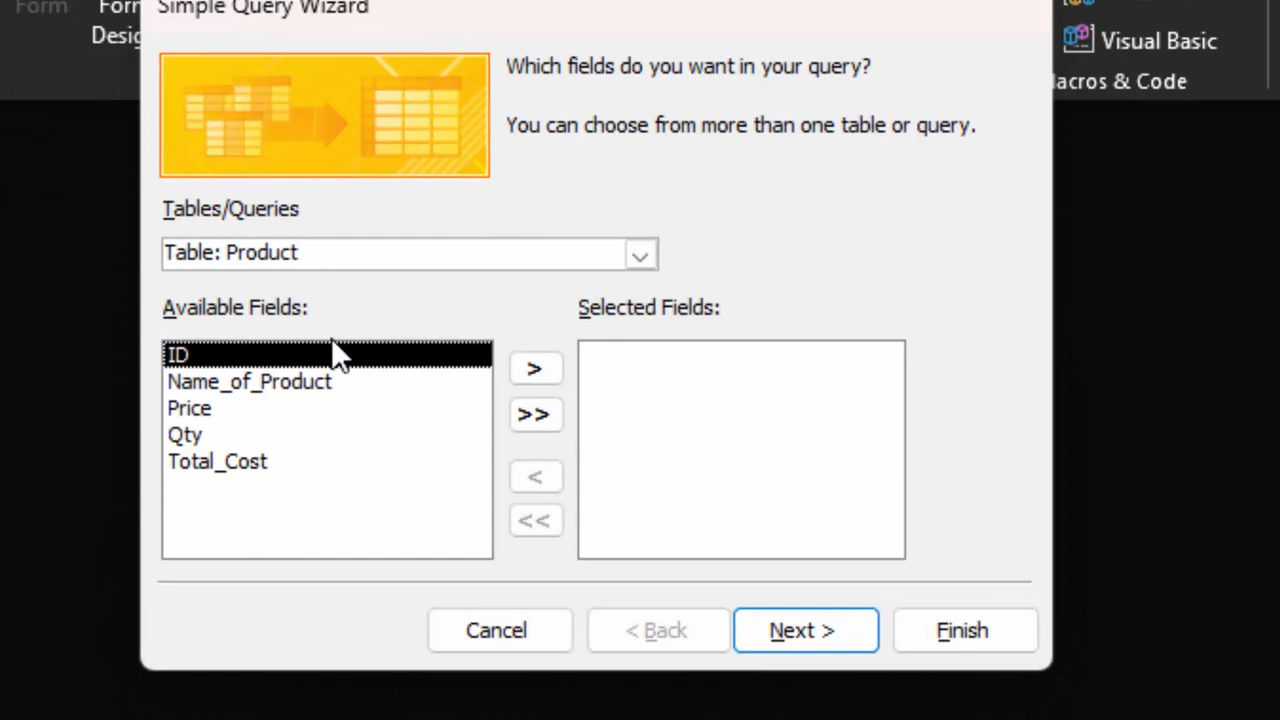 Form
Form
Simple Query Wizard
Visual Basic
Macros & Code
Which fields do you want in your query?
You can choose from more than one table or query.
Tables/Queries
Table: Product
Available Fields:
Selected Fields:
ID
Name_of_Product
Price
Qty
Total_Cost
>
>>
<
<<
Cancel
< Back
Next >
Finish